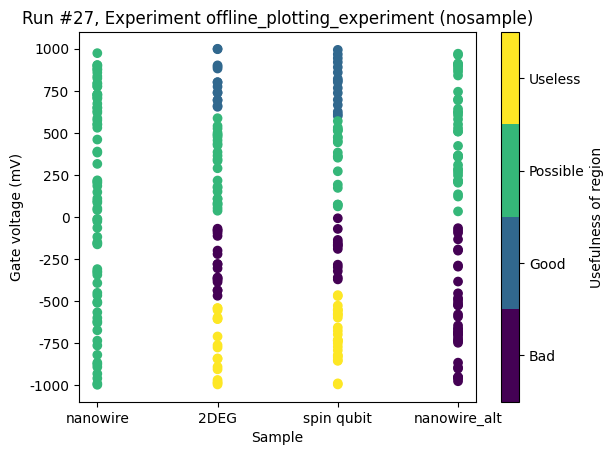 Run #27, Experiment offline_plotting_experiment (nosample)
1000
750
500
250
0
-250
-500
-750
-1000
Gate voltage (mV)
nanowire
2DEG
spin qubit
nanowire_alt
Sample
Useless
Possible
Good
Bad
Usefulness of region